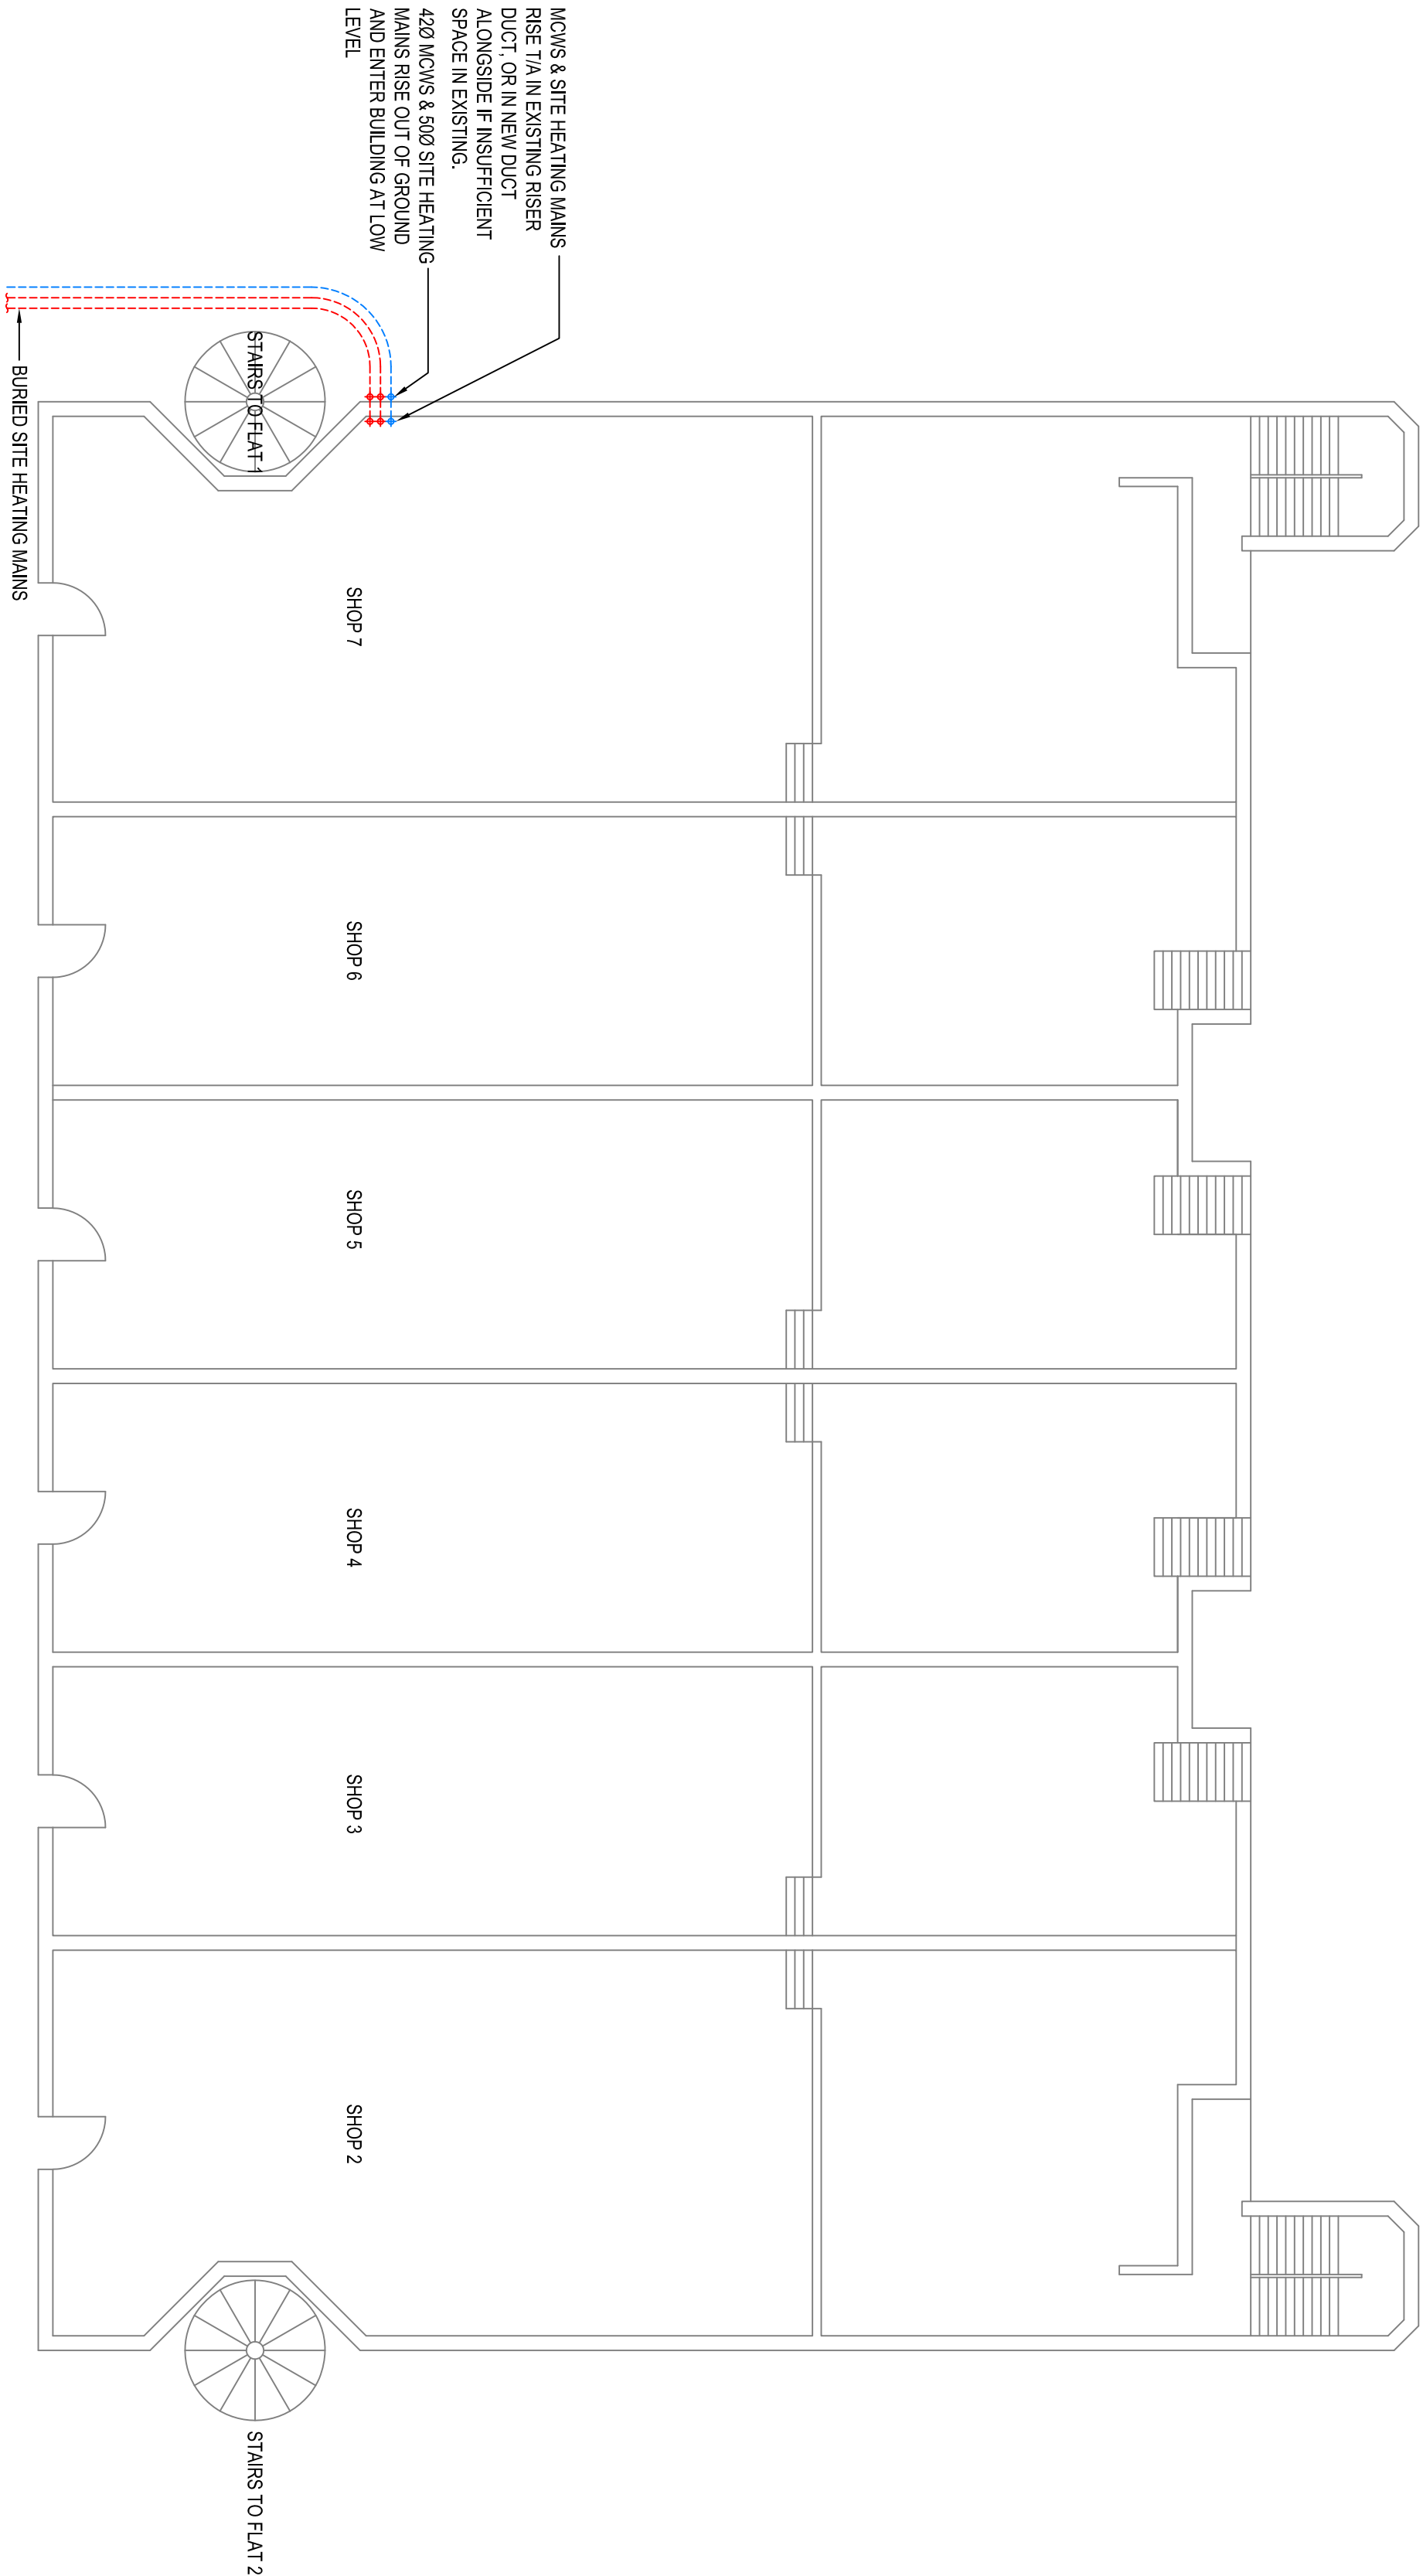 MCWS & SITE HEATING MAINS
RISE T/A IN EXISTING RISER
DUCT, OR IN NEW DUCT
ALONGSIDE IF INSUFFICIENT
SPACE IN EXISTING.
42Ø MCWS & 50Ø SITE HEATING
MAINS RISE OUT OF GROUND
AND ENTER BUILDING AT LOW
LEVEL
STAIRS TO FLAT 1
BURIED SITE HEATING MAINS
SHOP 7
SHOP 6
SHOP 5
SHOP 4
SHOP 3
SHOP 2
STAIRS TO FLAT 2